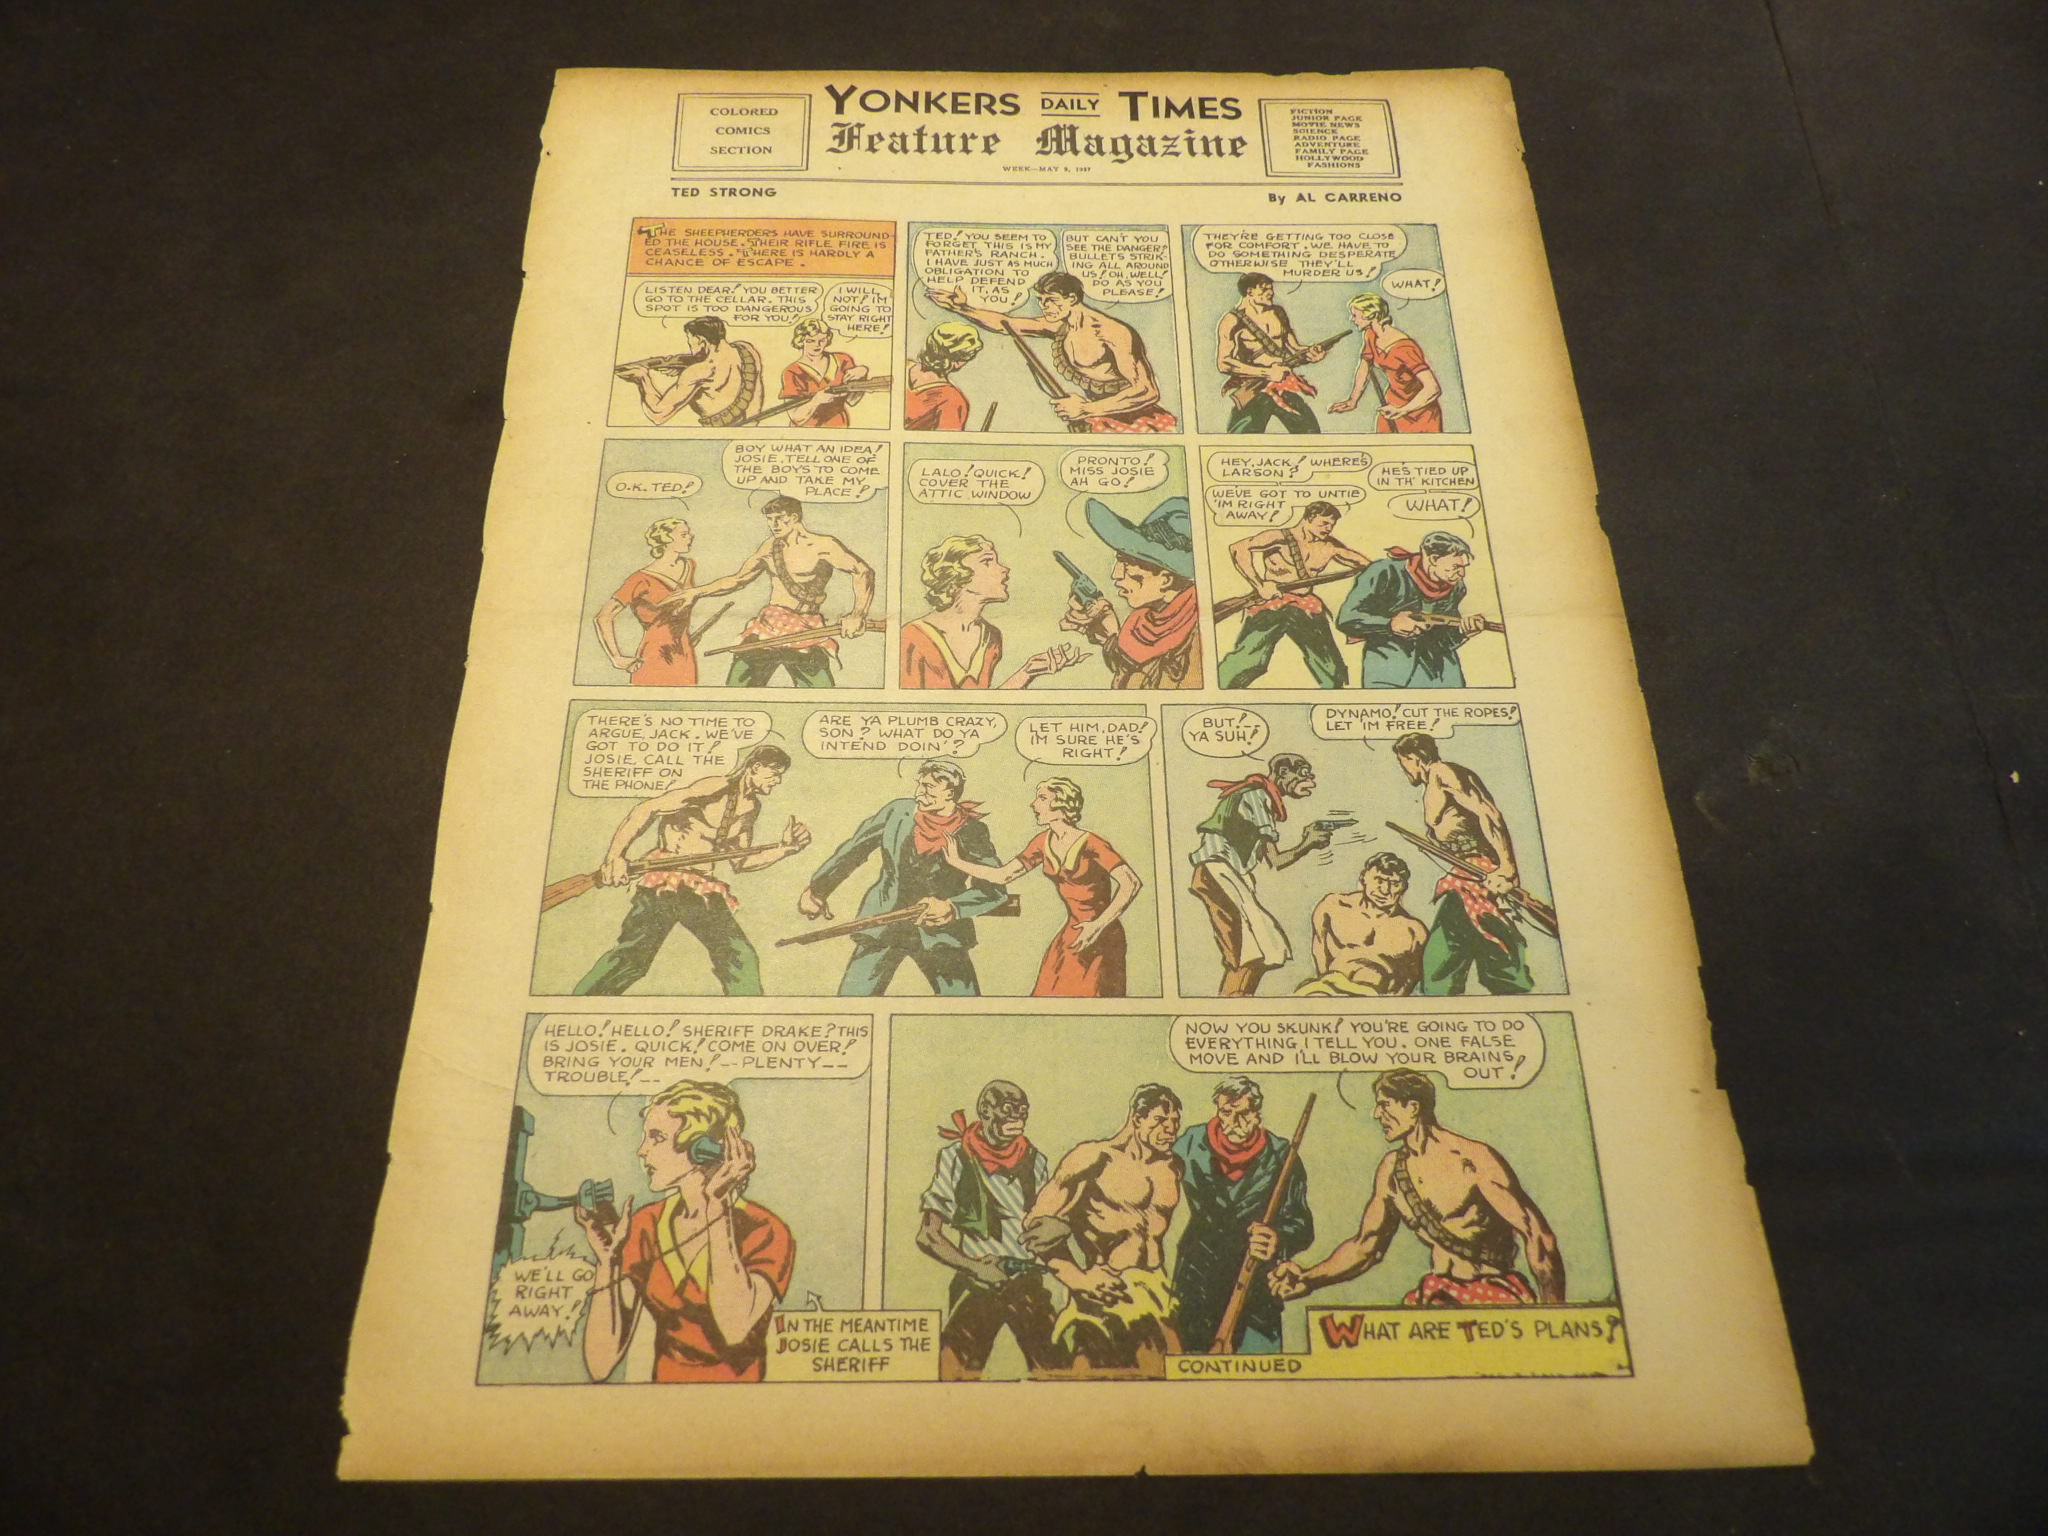 COLORED
COMICS
SECTION
YONKERS DAILY TIMES
Feature Magazine
WEEK—MAY 9, 1937
FICTION
JUNIOR PAGE
MOVIE NEWS
SCIENCE
RADIO PAGE
ADVENTURE
FAMILY PAGE
HOLLYWOOD
FASHIONS
TED STRONG
By AL CARRENO
THE SHEEPHERDERS HAVE SURROUND-
ED THE HOUSE. THEIR RIFLE FIRE IS
CEASELESS. THERE IS HARDLY A
CHANCE OF ESCAPE.
LISTEN DEAR! YOU BETTER
GO TO THE CELLAR. THIS
SPOT IS TOO DANGEROUS
FOR YOU!
I WILL
NOT! I'M
GOING TO
STAY RIGHT
HERE!
TED! YOU SEEM TO
FORGET THIS IS MY
FATHER'S RANCH.
I HAVE JUST AS MUCH
OBLIGATION TO
HELP DEFEND
IT, AS
YOU!
BUT CAN'T YOU
SEE THE DANGER!
BULLETS STRIK-
ING ALL AROUND
US! OH, WELL!
DO AS YOU
PLEASE!
THEY'RE GETTING TOO CLOSE
FOR COMFORT. WE HAVE TO
DO SOMETHING DESPERATE
OTHERWISE THEY'LL
MURDER US!
WHAT!
O.K. TED!
BOY WHAT AN IDEA!
JOSIE, TELL ONE OF
THE BOYS TO COME
UP AND TAKE MY
PLACE!
LALO! QUICK!
COVER THE
ATTIC WINDOW
PRONTO!
MISS JOSIE
AH GO!
HEY, JACK! WHERE'S
LARSON?
HE'S TIED UP
IN TH' KITCHEN
WE'VE GOT TO UNTIE
'IM RIGHT
AWAY!
WHAT!
THERE'S NO TIME TO
ARGUE, JACK. WE'VE
GOT TO DO IT!
JOSIE, CALL THE
SHERIFF ON
THE PHONE!
ARE YA PLUMB CRAZY,
SON? WHAT DO YA
INTEND DOIN'?
LET HIM, DAD!
I'M SURE HE'S
RIGHT!
BUT!--
YA SUH!
DYNAMO! CUT THE ROPES!
LET 'IM FREE!
HELLO! HELLO! SHERIFF DRAKE? THIS
IS JOSIE. QUICK! COME ON OVER!
BRING YOUR MEN!--PLENTY--
TROUBLE!--
WE'LL GO
RIGHT
AWAY!
IN THE MEANTIME
JOSIE CALLS THE
SHERIFF
NOW YOU SKUNK! YOU'RE GOING TO DO
EVERYTHING I TELL YOU. ONE FALSE
MOVE AND I'LL BLOW YOUR BRAINS
OUT!
WHAT ARE TED'S PLANS?
CONTINUED